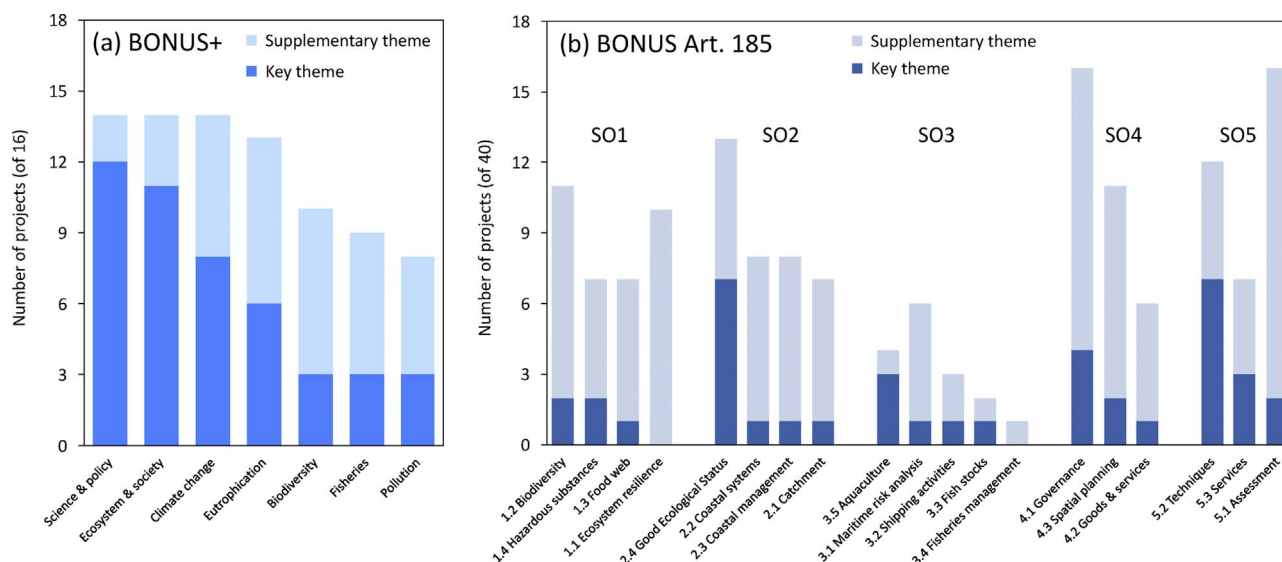 (a) BONUS+
Supplementary theme
Key theme
Number of projects (of 16)
18
15
12
9
6
3
0
Science & policy
Ecosystem & society
Climate change
Eutrophication
Biodiversity
Fisheries
Pollution
(b) BONUS Art. 185
Supplementary theme
Key theme
Number of projects (of 40)
18
15
12
9
6
3
0
SO1
SO2
SO3
SO4
SO5
1.2 Biodiversity
1.4 Hazardous substances
1.3 Food web
1.1 Ecosystem resilience
2.4 Good Ecological Status
2.2 Coastal systems
2.3 Coastal management
2.1 Catchment
3.5 Aquaculture
3.1 Maritime risk analysis
3.2 Shipping activities
3.3 Fish stocks
3.4 Fisheries management
4.1 Governance
4.3 Spatial planning
4.2 Goods & services
5.2 Techniques
5.3 Services
5.1 Assessment